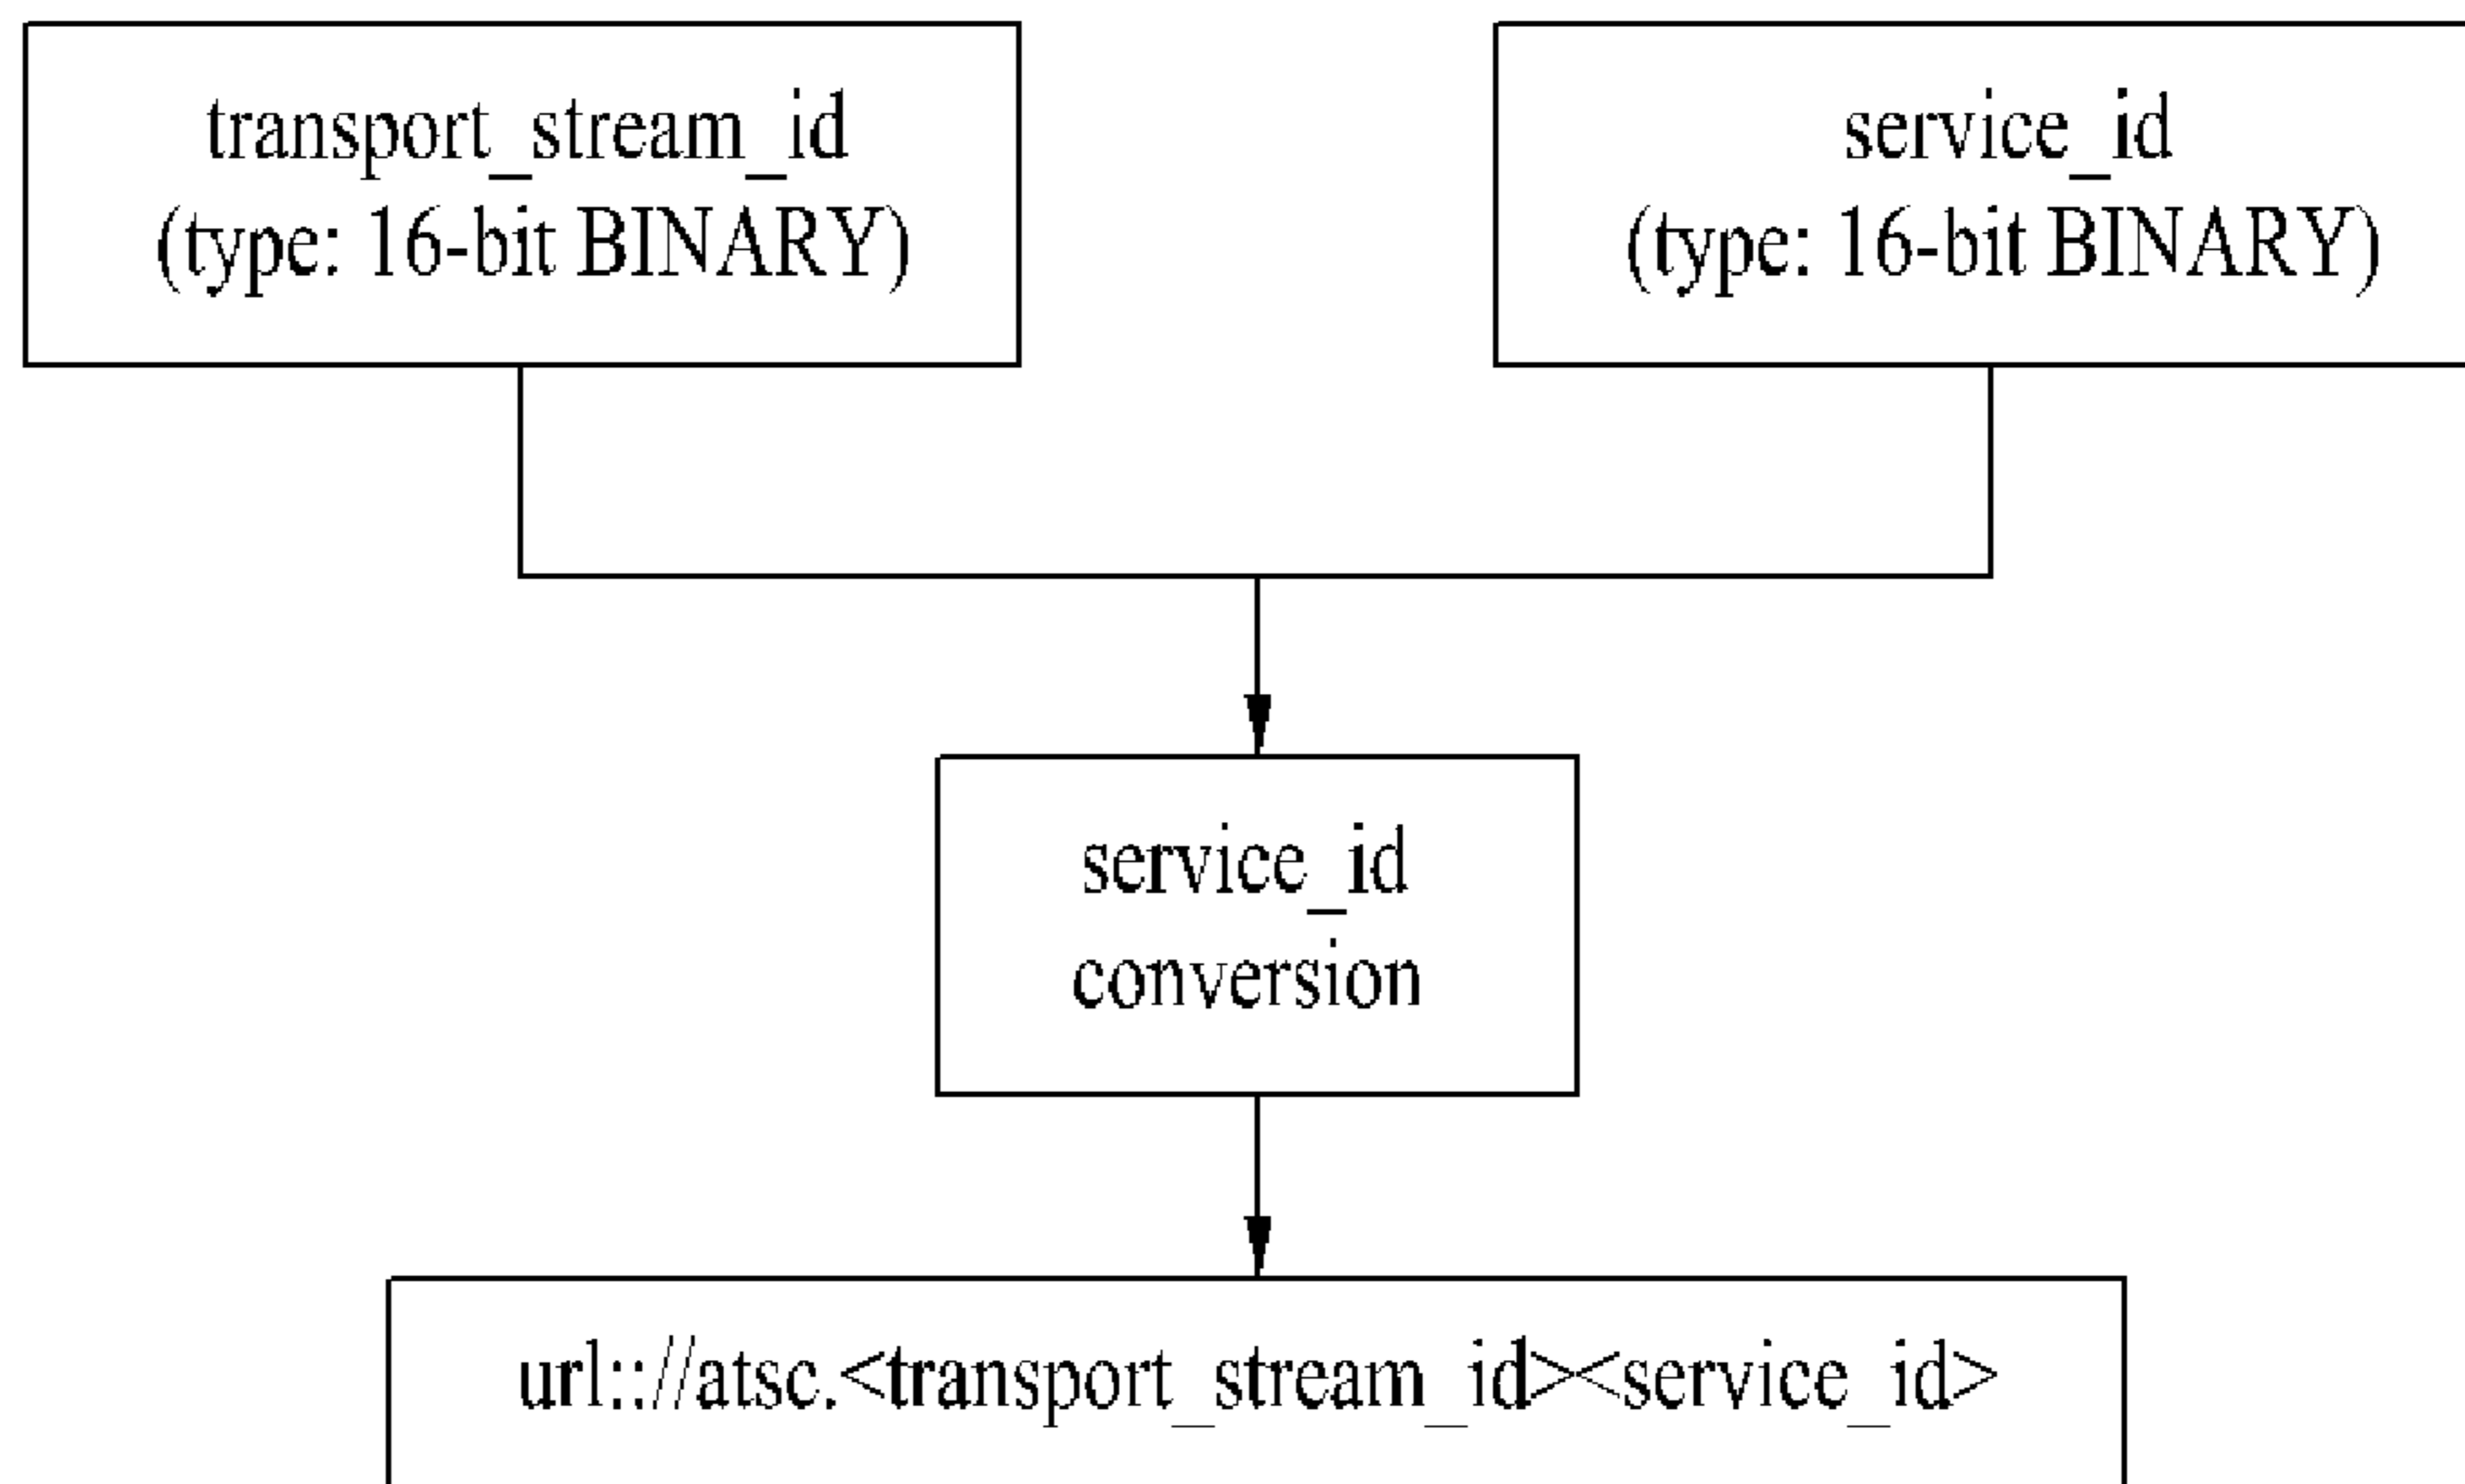 transport_stream_id
(type: 16-bit BINARY)
service_id
(type: 16-bit BINARY)
service_id
conversion
url:://atsc.<transport_stream_id><service_id>